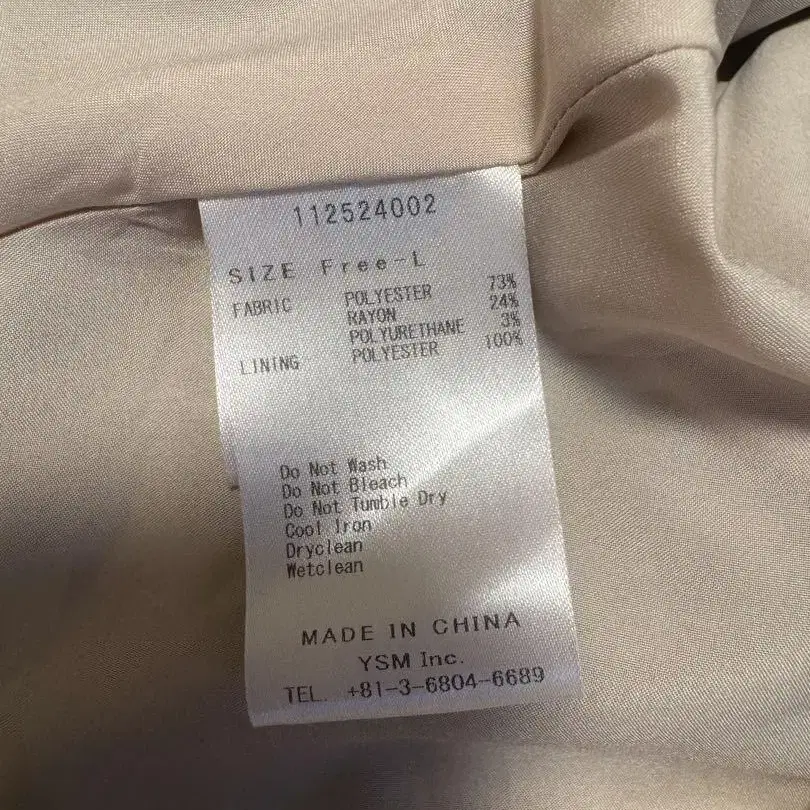 112524002
SIZE Free-L
FABRIC POLYESTER 73%
RAYON 24%
POLYURETHANE 3%
LINING POLYESTER 100%
Do Not Wash
Do Not Bleach
Do Not Tumble Dry
Cool Iron
Dryclean
Wetclean
MADE IN CHINA
YSM Inc.
TEL. +81-3-6804-6689